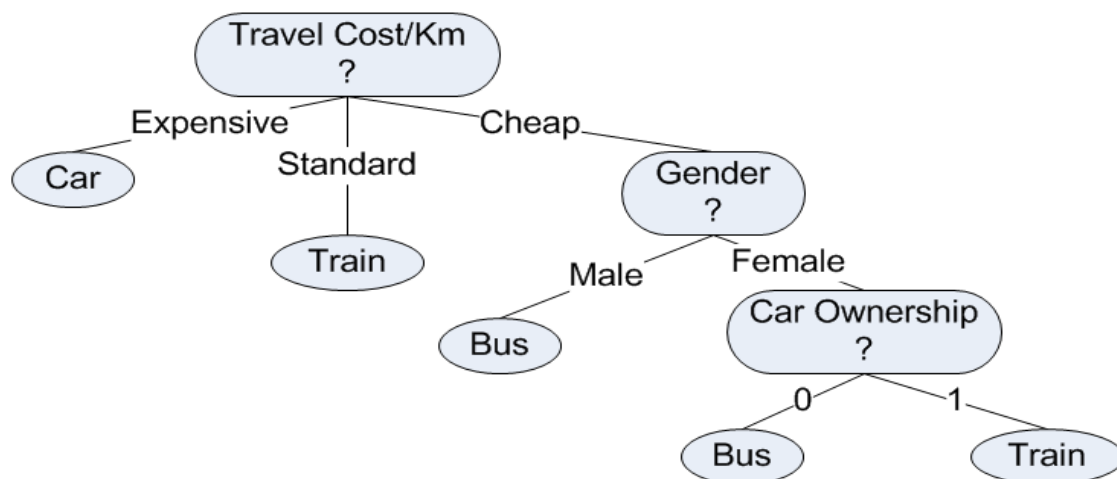 Travel Cost/Km
?
Expensive
Cheap
Standard
Car
Gender
?
Train
Male
Female
Car Ownership
?
Bus
0
1
Bus
Train